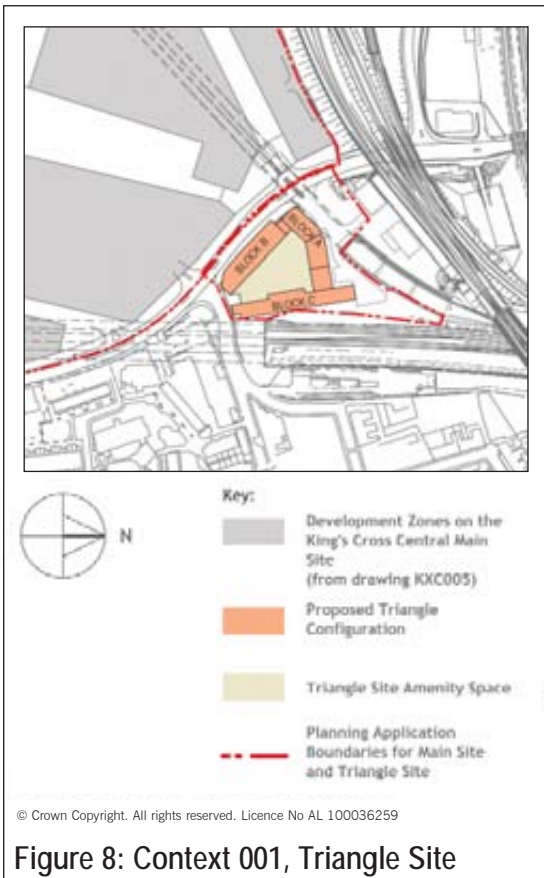 BLOCK A
BLOCK B
BLOCK C
N
Key:
Development Zones on the
King's Cross Central Main
Site
(from drawing KXC005)
Proposed Triangle
Configuration
Triangle Site Amenity Space
Planning Application
Boundaries for Main Site
and Triangle Site
© Crown Copyright. All rights reserved. Licence No AL 100036259
Figure 8: Context 001, Triangle Site